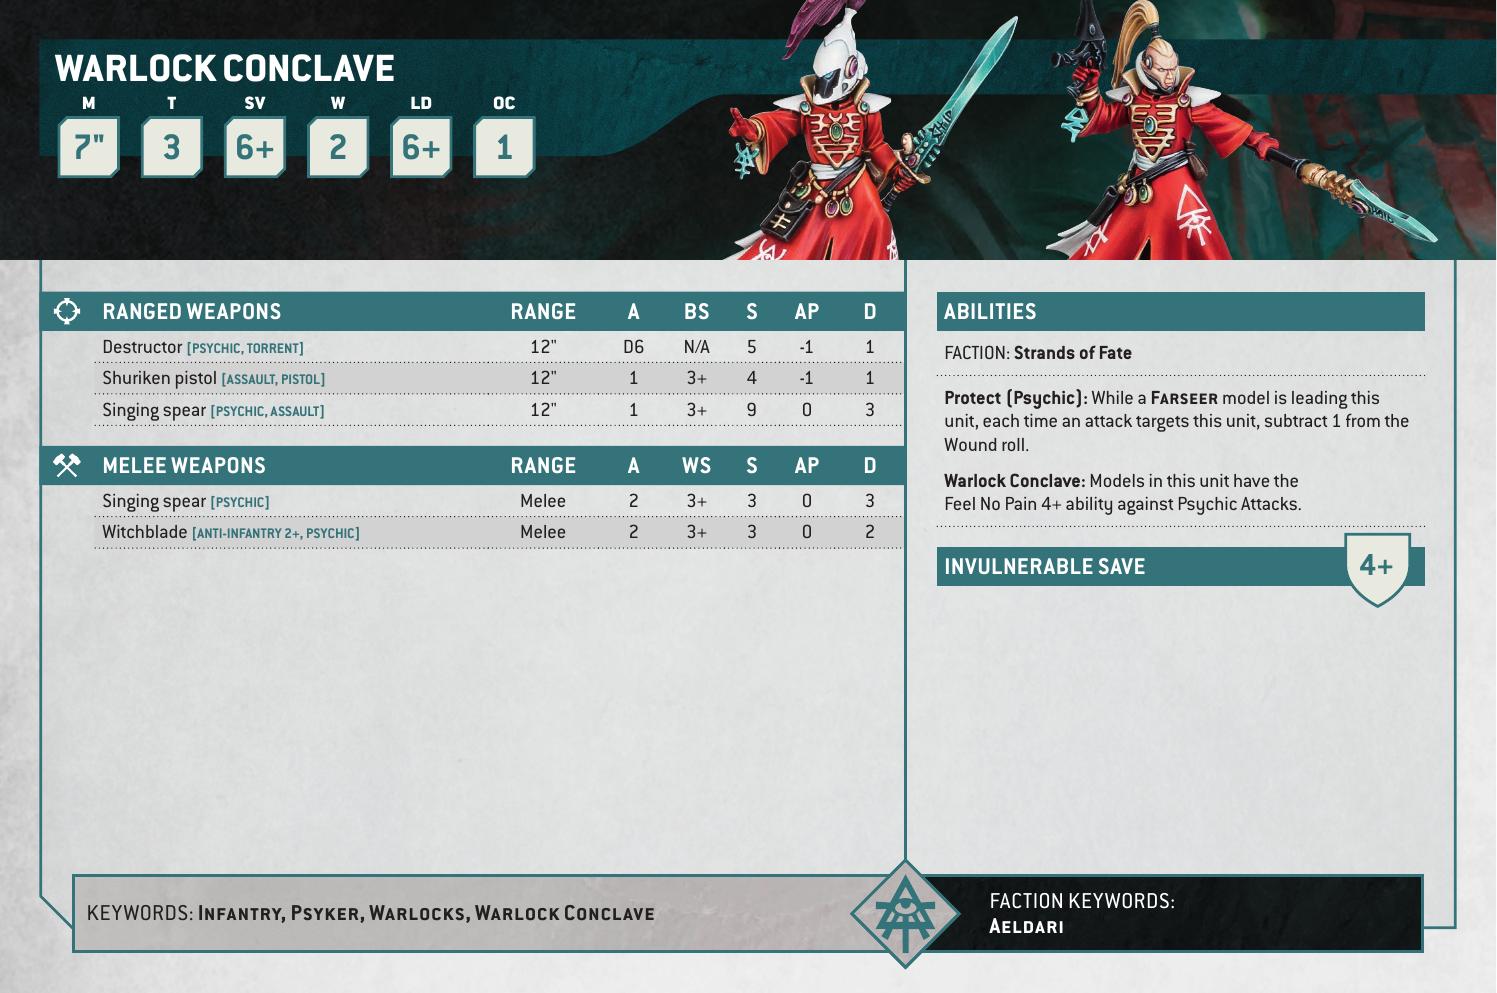 WARLOCK CONCLAVE
M T SV W LD OC
7" 3 6+ 2 6+ 1
RANGED WEAPONS RANGE A BS S AP D
Destructor [PSYCHIC, TORRENT] 12" D6 N/A 5 -1 1
Shuriken pistol [ASSAULT, PISTOL] 12" 1 3+ 4 -1 1
Singing spear [PSYCHIC, ASSAULT] 12" 1 3+ 9 0 3
MELEE WEAPONS RANGE A WS S AP D
Singing spear [PSYCHIC] Melee 2 3+ 3 0 3
Witchblade [ANTI-INFANTRY 2+, PSYCHIC] Melee 2 3+ 3 0 2
ABILITIES
FACTION: Strands of Fate
Protect (Psychic): While a FARSEER model is leading this
unit, each time an attack targets this unit, subtract 1 from the
Wound roll.
Warlock Conclave: Models in this unit have the
Feel No Pain 4+ ability against Psychic Attacks.
INVULNERABLE SAVE 4+
KEYWORDS: INFANTRY, PSYKER, WARLOCKS, WARLOCK CONCLAVE
FACTION KEYWORDS:
AELDARI